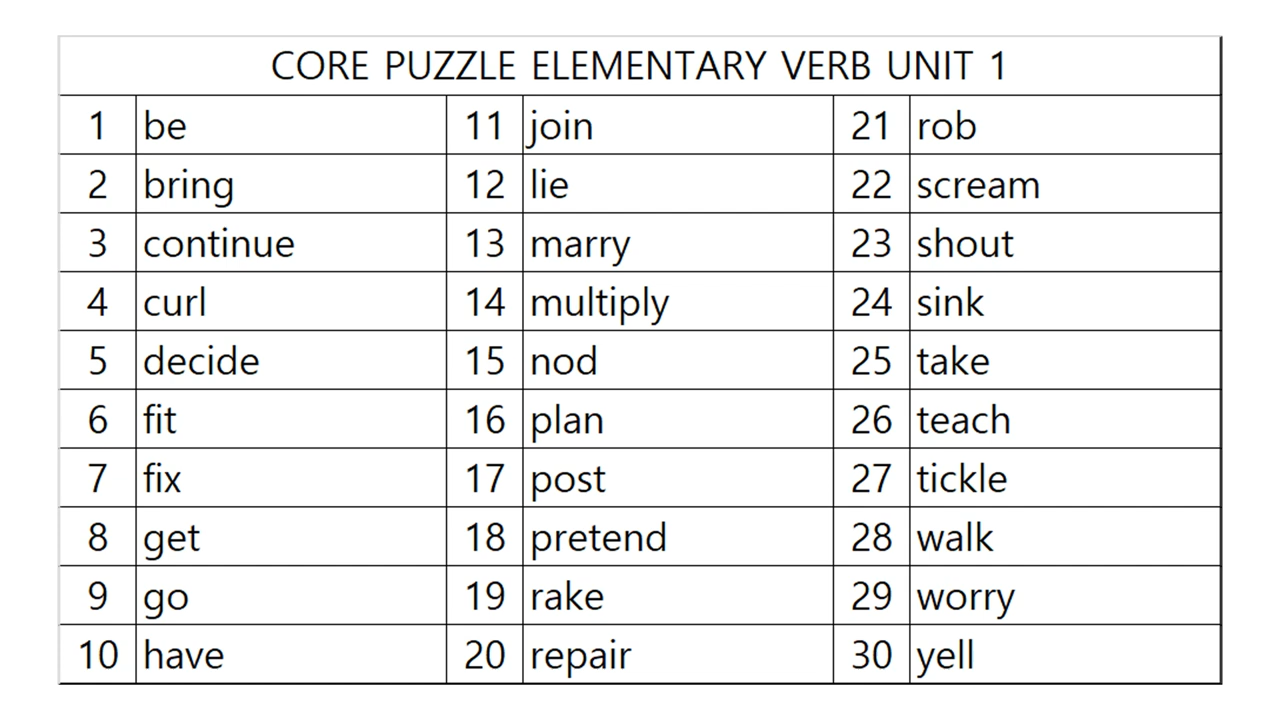 CORE PUZZLE ELEMENTARY VERB UNIT 1
1 be 11 join 21 rob
2 bring 12 lie 22 scream
3 continue 13 marry 23 shout
4 curl 14 multiply 24 sink
5 decide 15 nod 25 take
6 fit 16 plan 26 teach
7 fix 17 post 27 tickle
8 get 18 pretend 28 walk
9 go 19 rake 29 worry
10 have 20 repair 30 yell